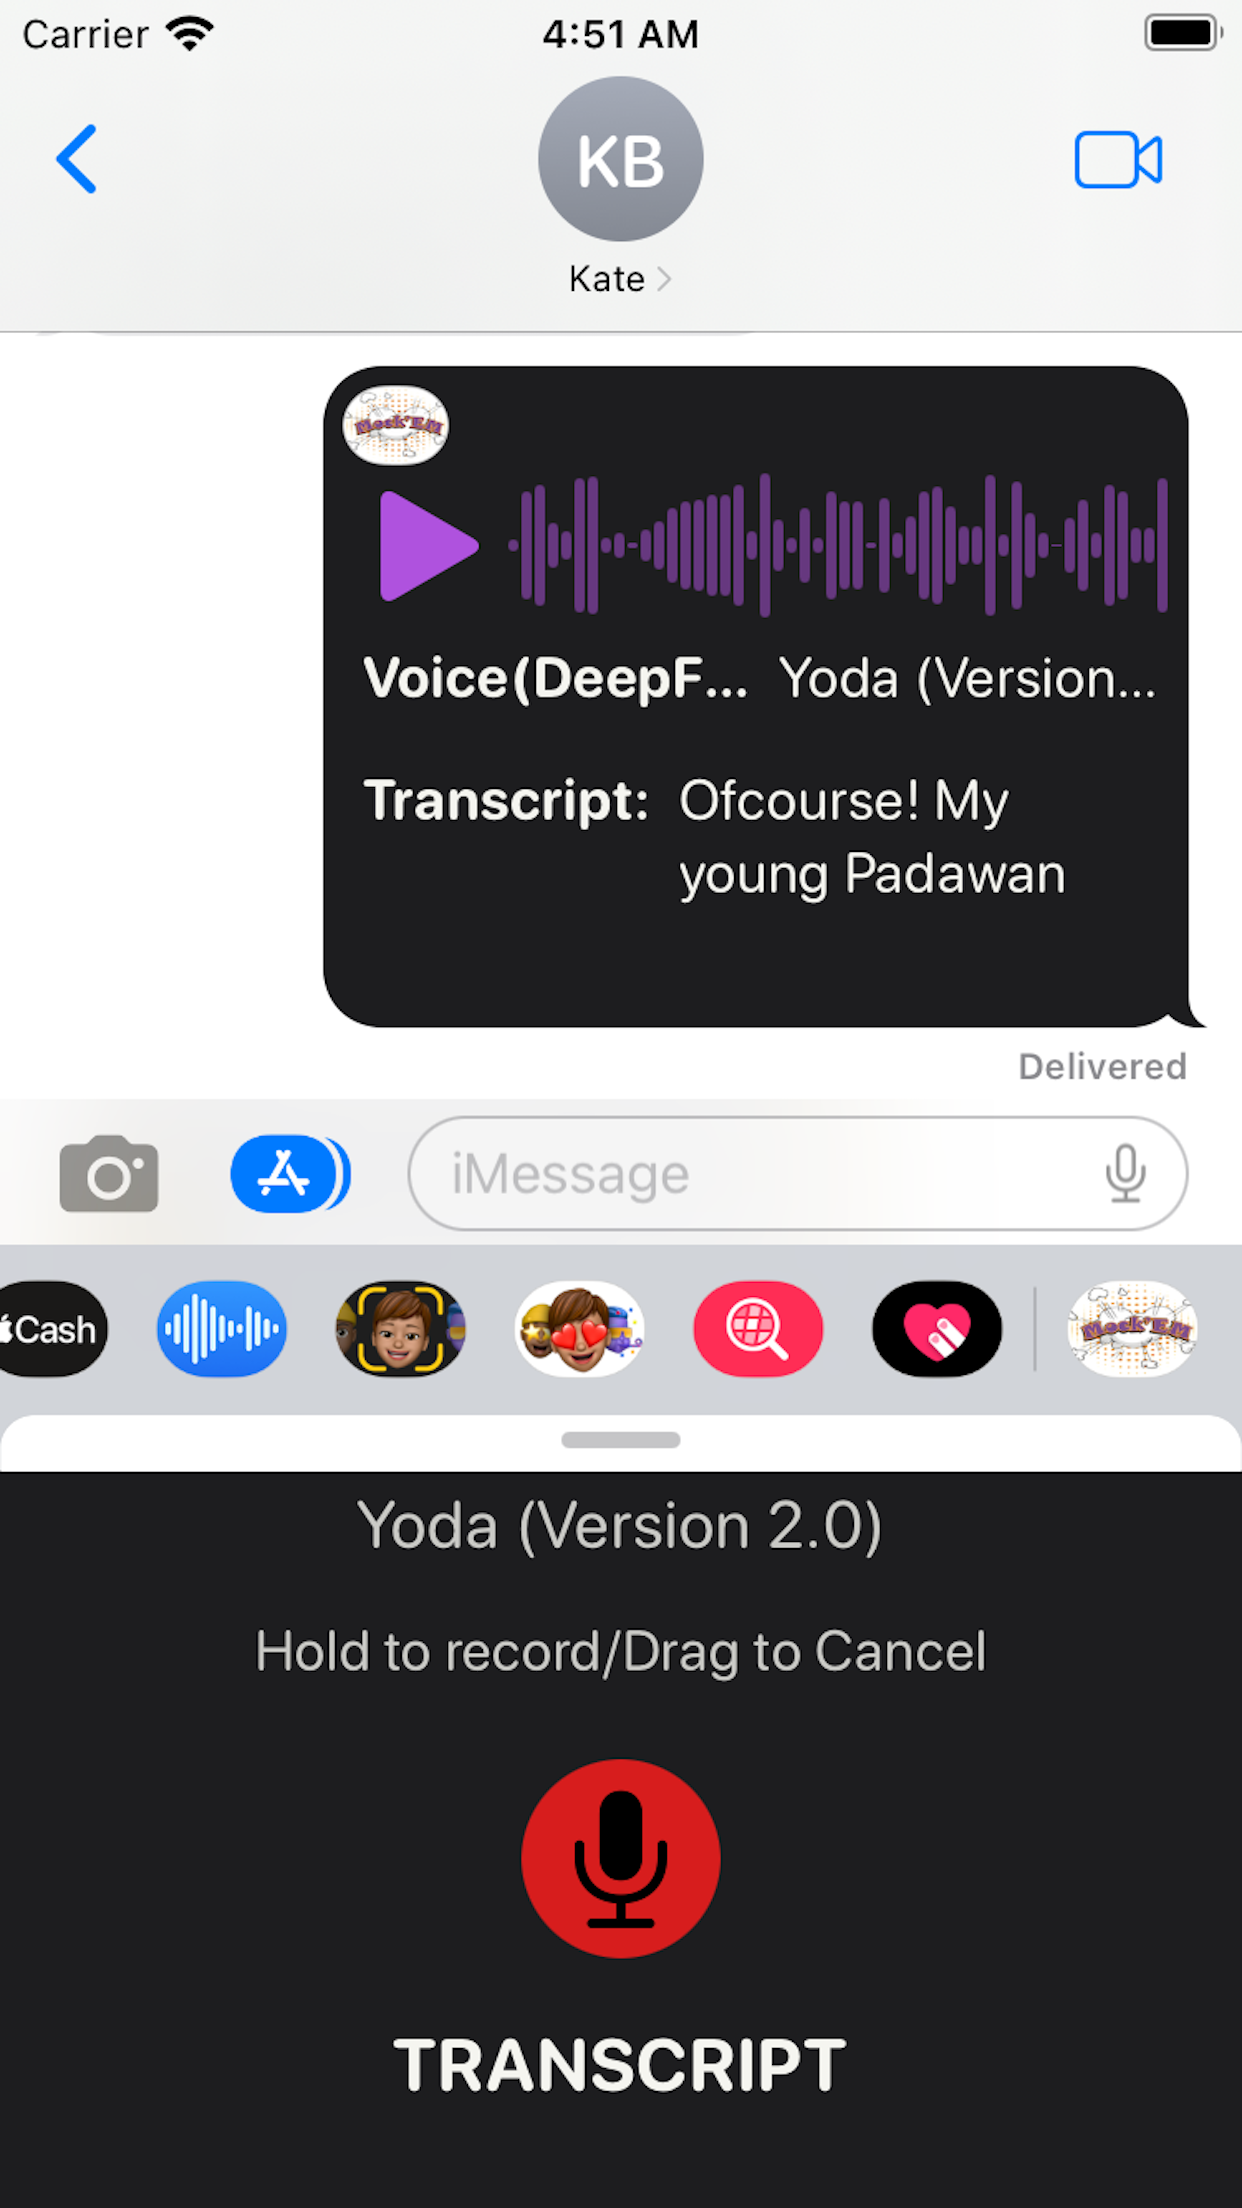 Carrier 4:51 AM
KB
Kate
Mock'EM
Voice(DeepF... Yoda (Version...
Transcript: Ofcourse! My
young Padawan
Delivered
iMessage
Cash
Mock'EM
Yoda (Version 2.0)
Hold to record/Drag to Cancel
TRANSCRIPT